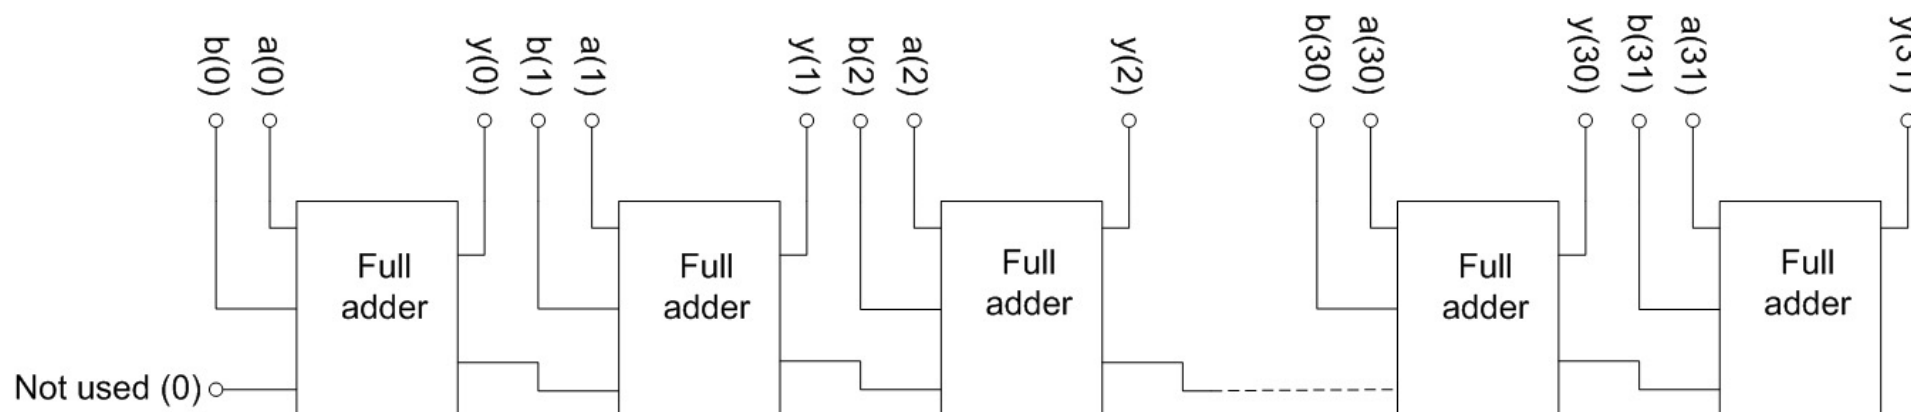 b(0)
a(0)
y(0)
b(1)
a(1)
y(1)
b(2)
a(2)
y(2)
b(30)
a(30)
y(30)
b(31)
a(31)
y(31)
Full
adder
Full
adder
Full
adder
Full
adder
Full
adder
Not used (0)